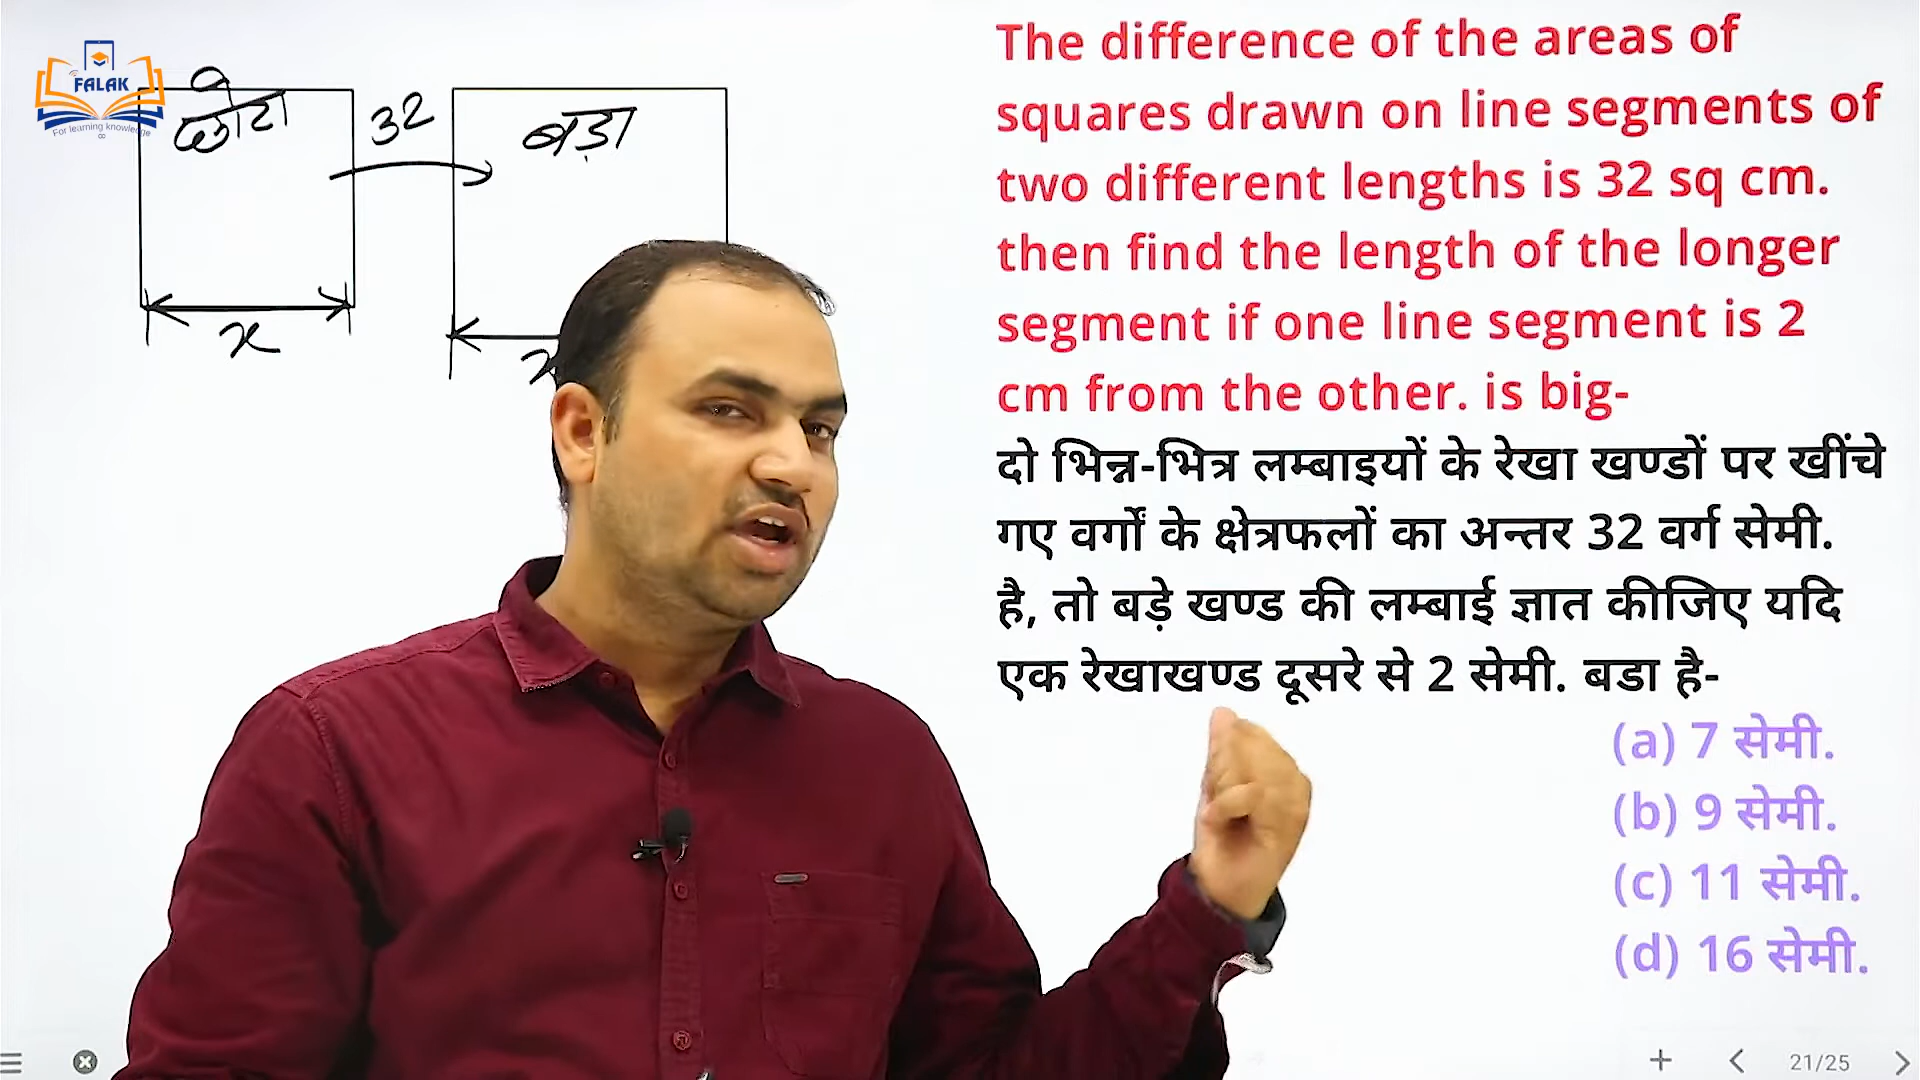 FALAK
For learning knowledge
छोटा
32
बड़ा
x
x
The difference of the areas of
squares drawn on line segments of
two different lengths is 32 sq cm.
then find the length of the longer
segment if one line segment is 2
cm from the other. is big-
दो भिन्न-भित्र लम्बाइयों के रेखा खण्डों पर खींचे
गए वर्गों के क्षेत्रफलों का अन्तर 32 वर्ग सेमी.
है, तो बड़े खण्ड की लम्बाई ज्ञात कीजिए यदि
एक रेखाखण्ड दूसरे से 2 सेमी. बडा है-
(a) 7 सेमी.
(b) 9 सेमी.
(c) 11 सेमी.
(d) 16 सेमी.
21/25